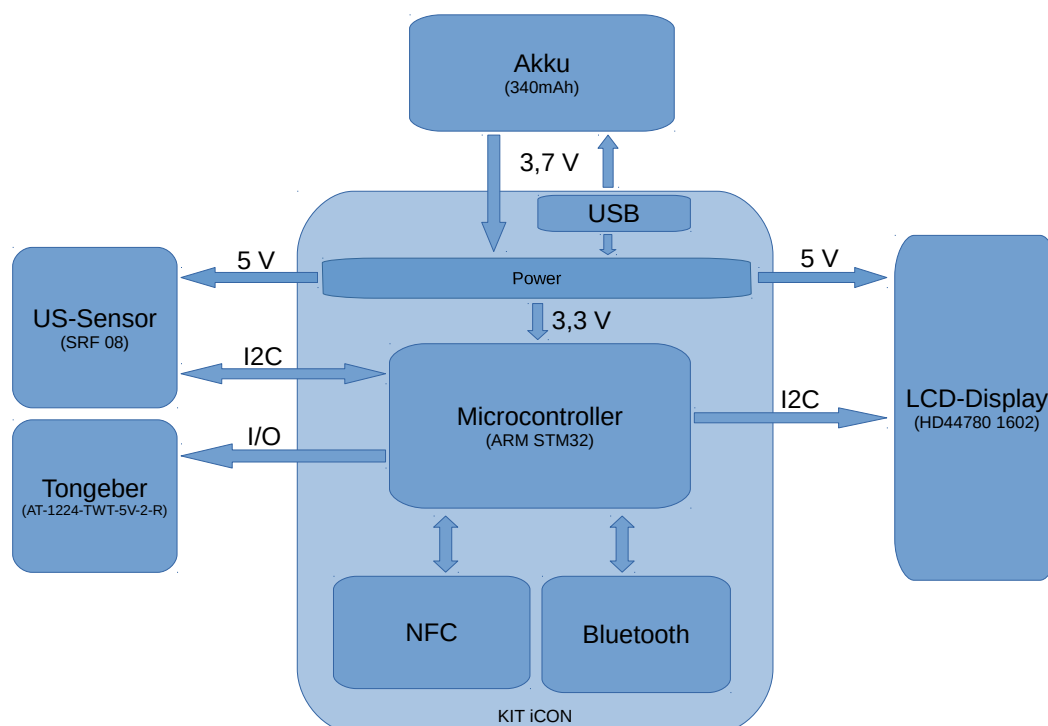 Akku
(340mAh)
3,7 V
USB
5 V
5 V
Power
US-Sensor
(SRF 08)
3,3 V
I2C
Microcontroller
(ARM STM32)
I2C
LCD-Display
(HD44780 1602)
I/O
Tongeber
(AT-1224-TWT-5V-2-R)
NFC
Bluetooth
KIT iCON